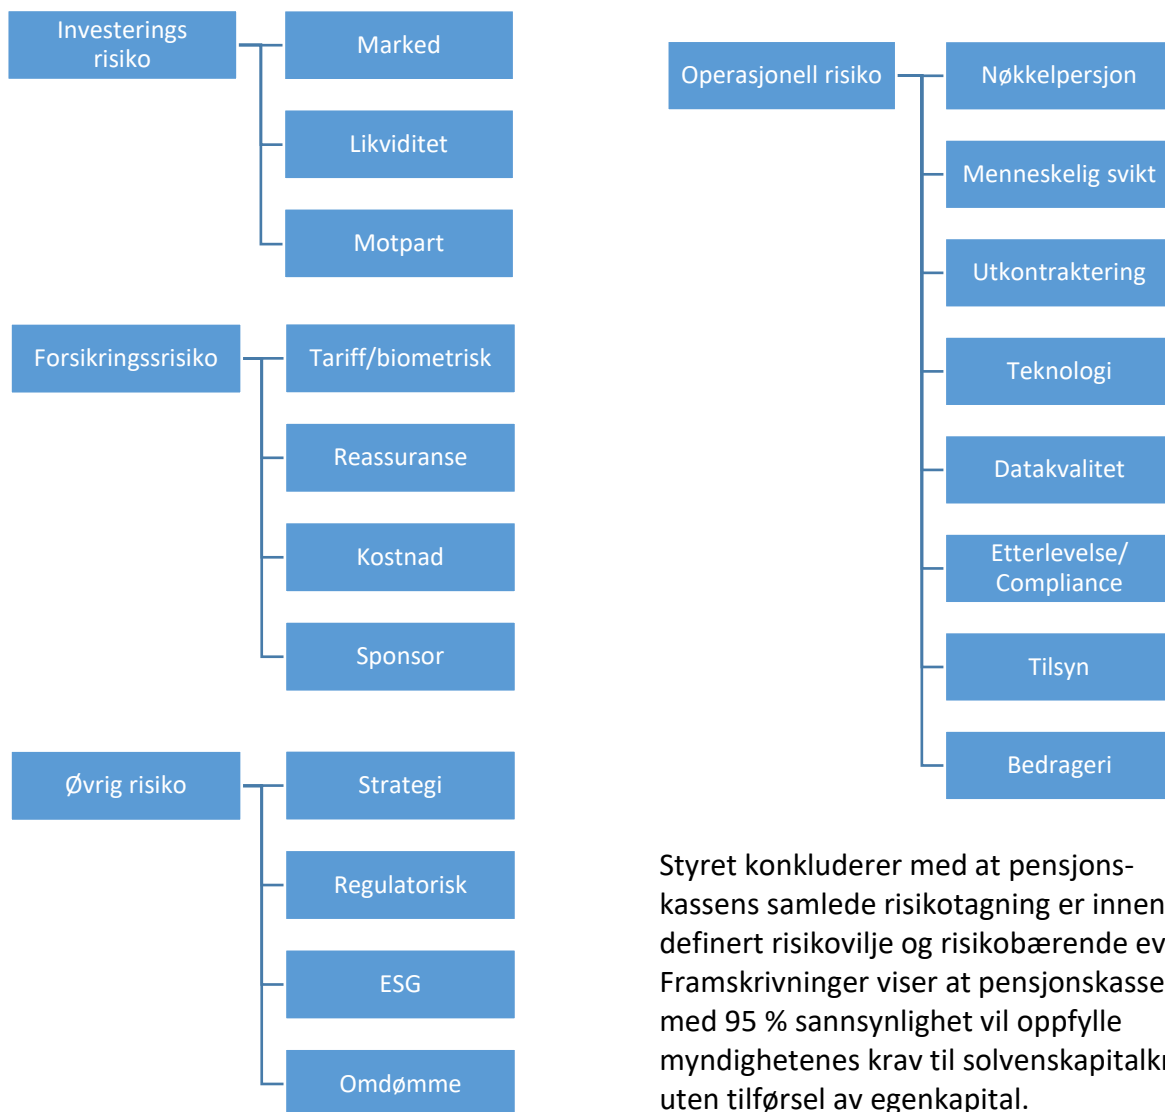 Investerings
risiko
Marked
Likviditet
Motpart
Forsikringssrisiko
Tariff/biometrisk
Reassuranse
Kostnad
Sponsor
Øvrig risiko
Strategi
Regulatorisk
ESG
Omdømme
Operasjonell risiko
Nøkkelpersjon
Menneskelig svikt
Utkontraktering
Teknologi
Datakvalitet
Etterlevelse/
Compliance
Tilsyn
Bedrageri
Styret konkluderer med at pensjons-
kassens samlede risikotagning er innen
definert risikovilje og risikobærende
Framskrivninger viser at pensjonskasse
med 95 % sannsynlighet vil oppfylle
myndighetenes krav til
uten tilførsel av egenkapital.